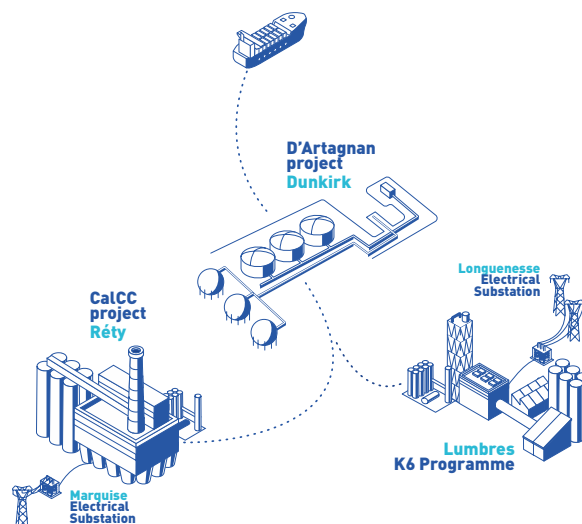 D'Artagnan
project
Dunkirk
Longuenesse
Electrical
Substation
CalCC
project
Réty
Lumbres
K6 Programme
Marquise
Electrical
Substation